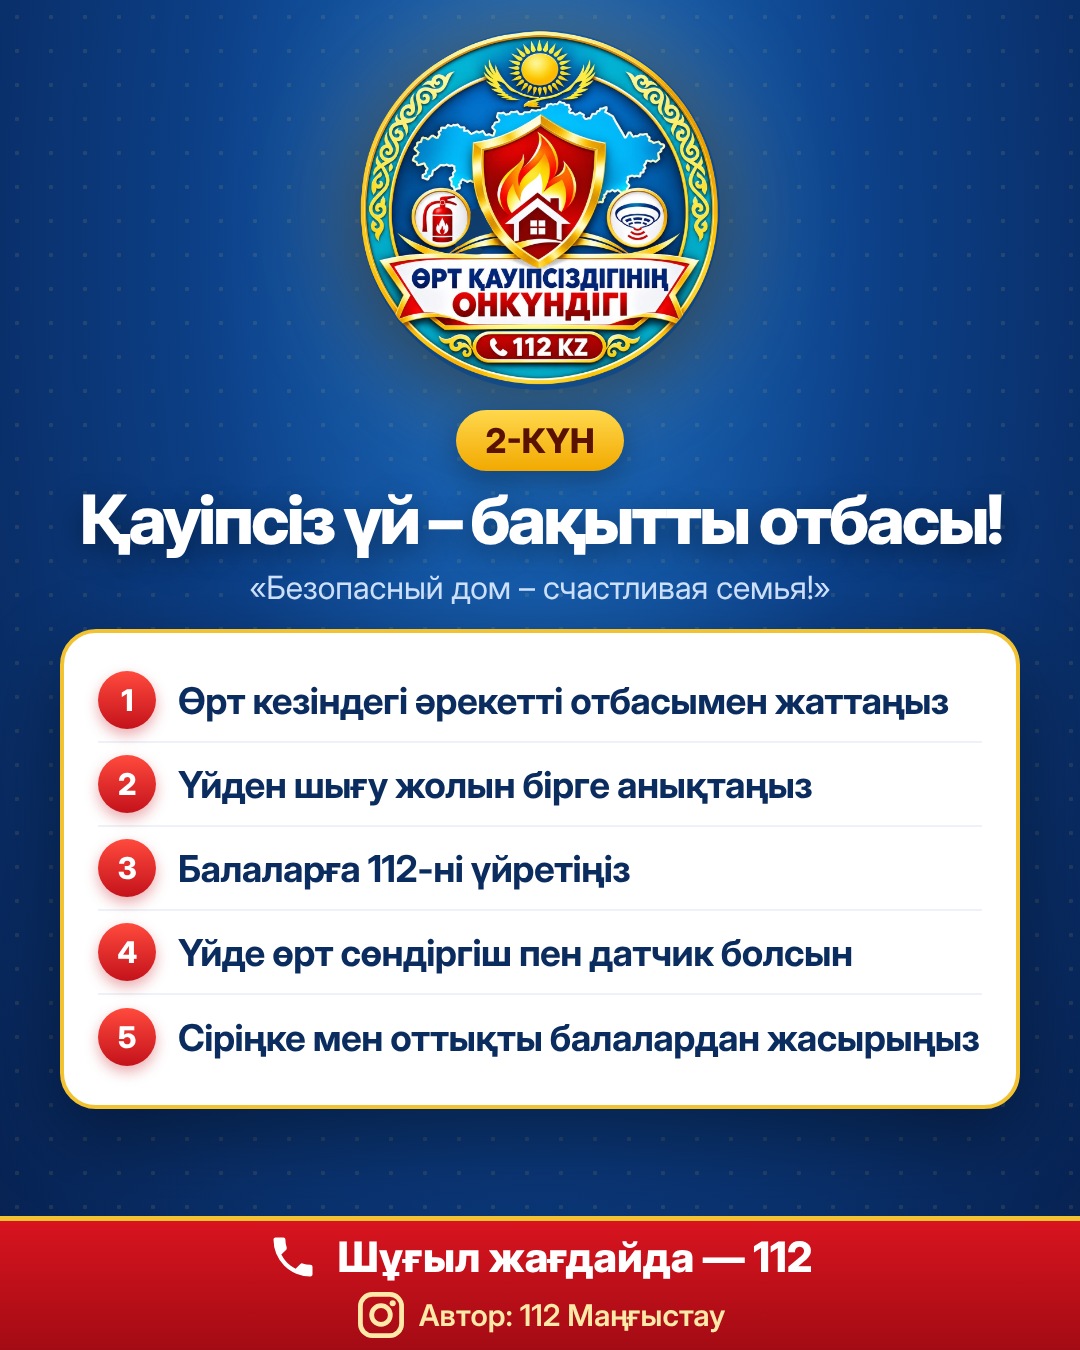 ӨРТ ҚАУІПСІЗДІГІНІҢ
ОНКҮНДІГІ
112 KZ
2-КҮН
Қауіпсіз үй – бақытты отбасы!
«Безопасный дом – счастливая семья!»
1 Өрт кезіндегі әрекетті отбасымен жаттаңыз
2 Үйден шығу жолын бірге анықтаңыз
3 Балаларға 112-ні үйретіңіз
4 Үйде өрт сөндіргіш пен датчик болсын
5 Сіріңке мен оттықты балалардан жасырыңыз
Шұғыл жағдайда — 112
Автор: 112 Маңғыстау